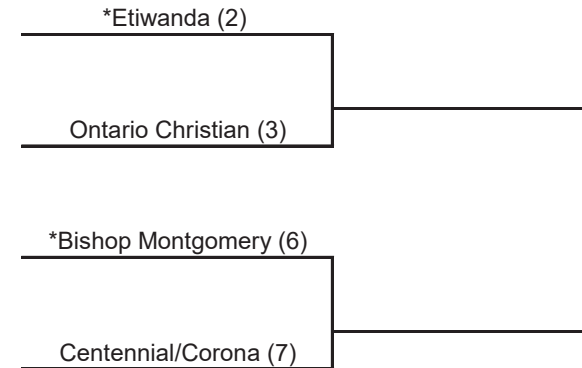 *Etiwanda (2)
Ontario Christian (3)
*Bishop Montgomery (6)
Centennial/Corona (7)